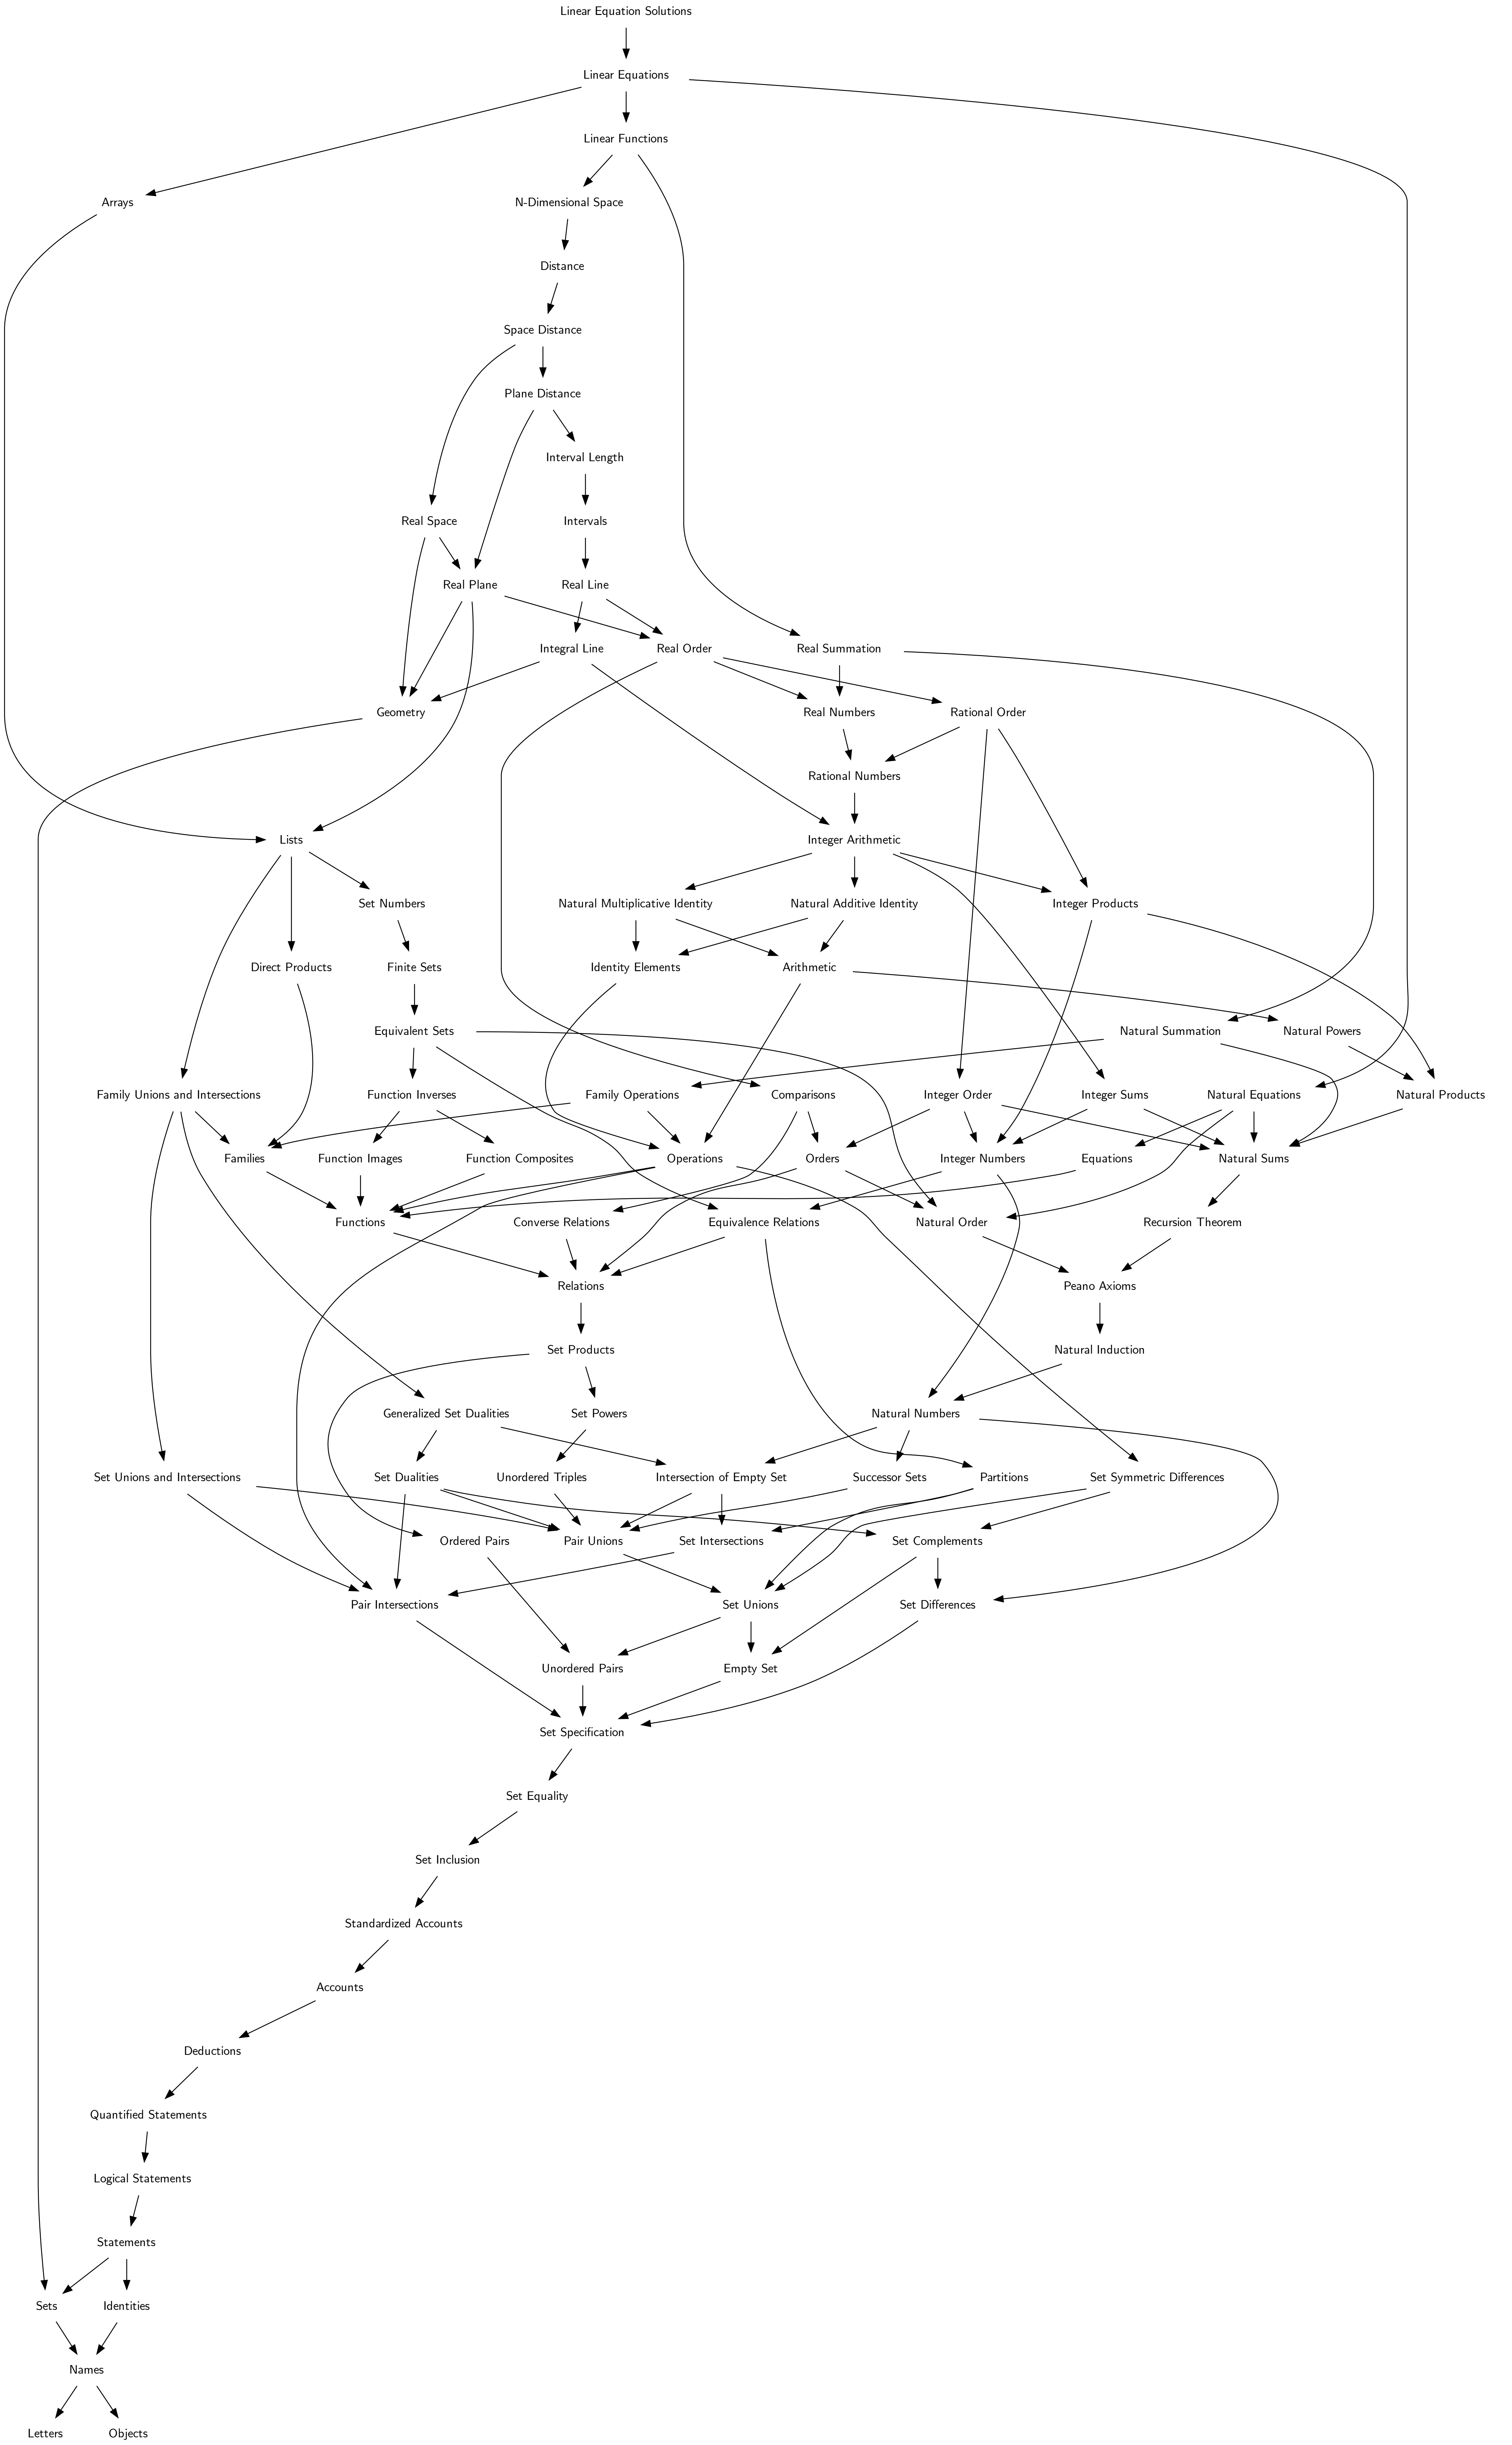 Linear Equation Solutions
Linear Equations
Linear Functions
Arrays
N-Dimensional Space
Distance
Space Distance
Plane Distance
Interval Length
Real Space
Intervals
Real Plane
Real Line
Integral Line
Real Order
Real Summation
Geometry
Real Numbers
Rational Order
Rational Numbers
Lists
Integer Arithmetic
Set Numbers
Natural Multiplicative Identity
Natural Additive Identity
Integer Products
Direct Products
Finite Sets
Identity Elements
Arithmetic
Equivalent Sets
Natural Summation
Natural Powers
Family Unions and Intersections
Function Inverses
Family Operations
Comparisons
Integer Order
Integer Sums
Natural Equations
Natural Products
Families
Function Images
Function Composites
Operations
Orders
Integer Numbers
Equations
Natural Sums
Functions
Converse Relations
Equivalence Relations
Natural Order
Recursion Theorem
Relations
Peano Axioms
Set Products
Natural Induction
Generalized Set Dualities
Set Powers
Natural Numbers
Set Unions and Intersections
Set Dualities
Unordered Triples
Intersection of Empty Set
Successor Sets
Partitions
Set Symmetric Differences
Ordered Pairs
Pair Unions
Set Intersections
Set Complements
Pair Intersections
Set Unions
Set Differences
Unordered Pairs
Empty Set
Set Specification
Set Equality
Set Inclusion
Standardized Accounts
Accounts
Deductions
Quantified Statements
Logical Statements
Statements
Sets
Identities
Names
Letters
Objects